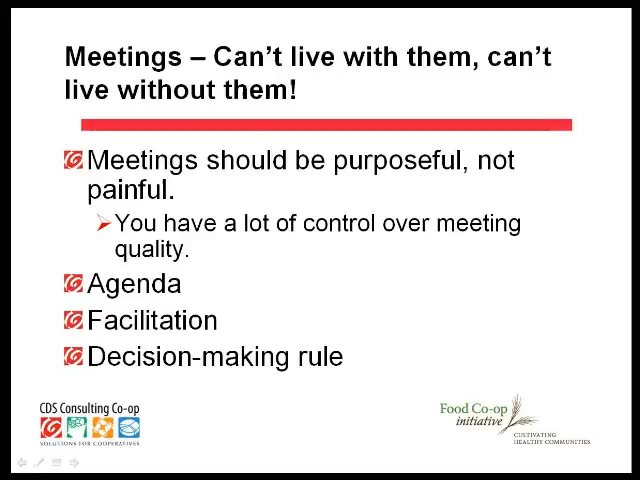 Meetings – Can’t live with them, can’t
live without them!
Meetings should be purposeful, not
painful.
You have a lot of control over meeting
quality.
Agenda
Facilitation
Decision-making rule
CDS Consulting Co-op
SOLUTIONS FOR COOPERATIVES
Food Co-op
initiative
CULTIVATING
HEALTHY COMMUNITIES